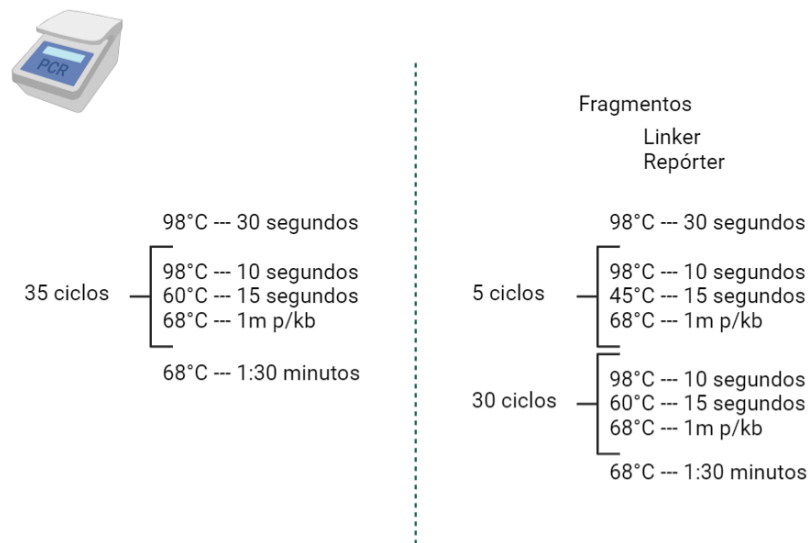 PCR
98°C --- 30 segundos
35 ciclos
98°C --- 10 segundos
60°C --- 15 segundos
68°C --- 1m p/kb
68°C --- 1:30 minutos
Fragmentos
Linker
Repórter
98°C --- 30 segundos
5 ciclos
98°C --- 10 segundos
45°C --- 15 segundos
68°C --- 1m p/kb
30 ciclos
98°C --- 10 segundos
60°C --- 15 segundos
68°C --- 1m p/kb
68°C --- 1:30 minutos